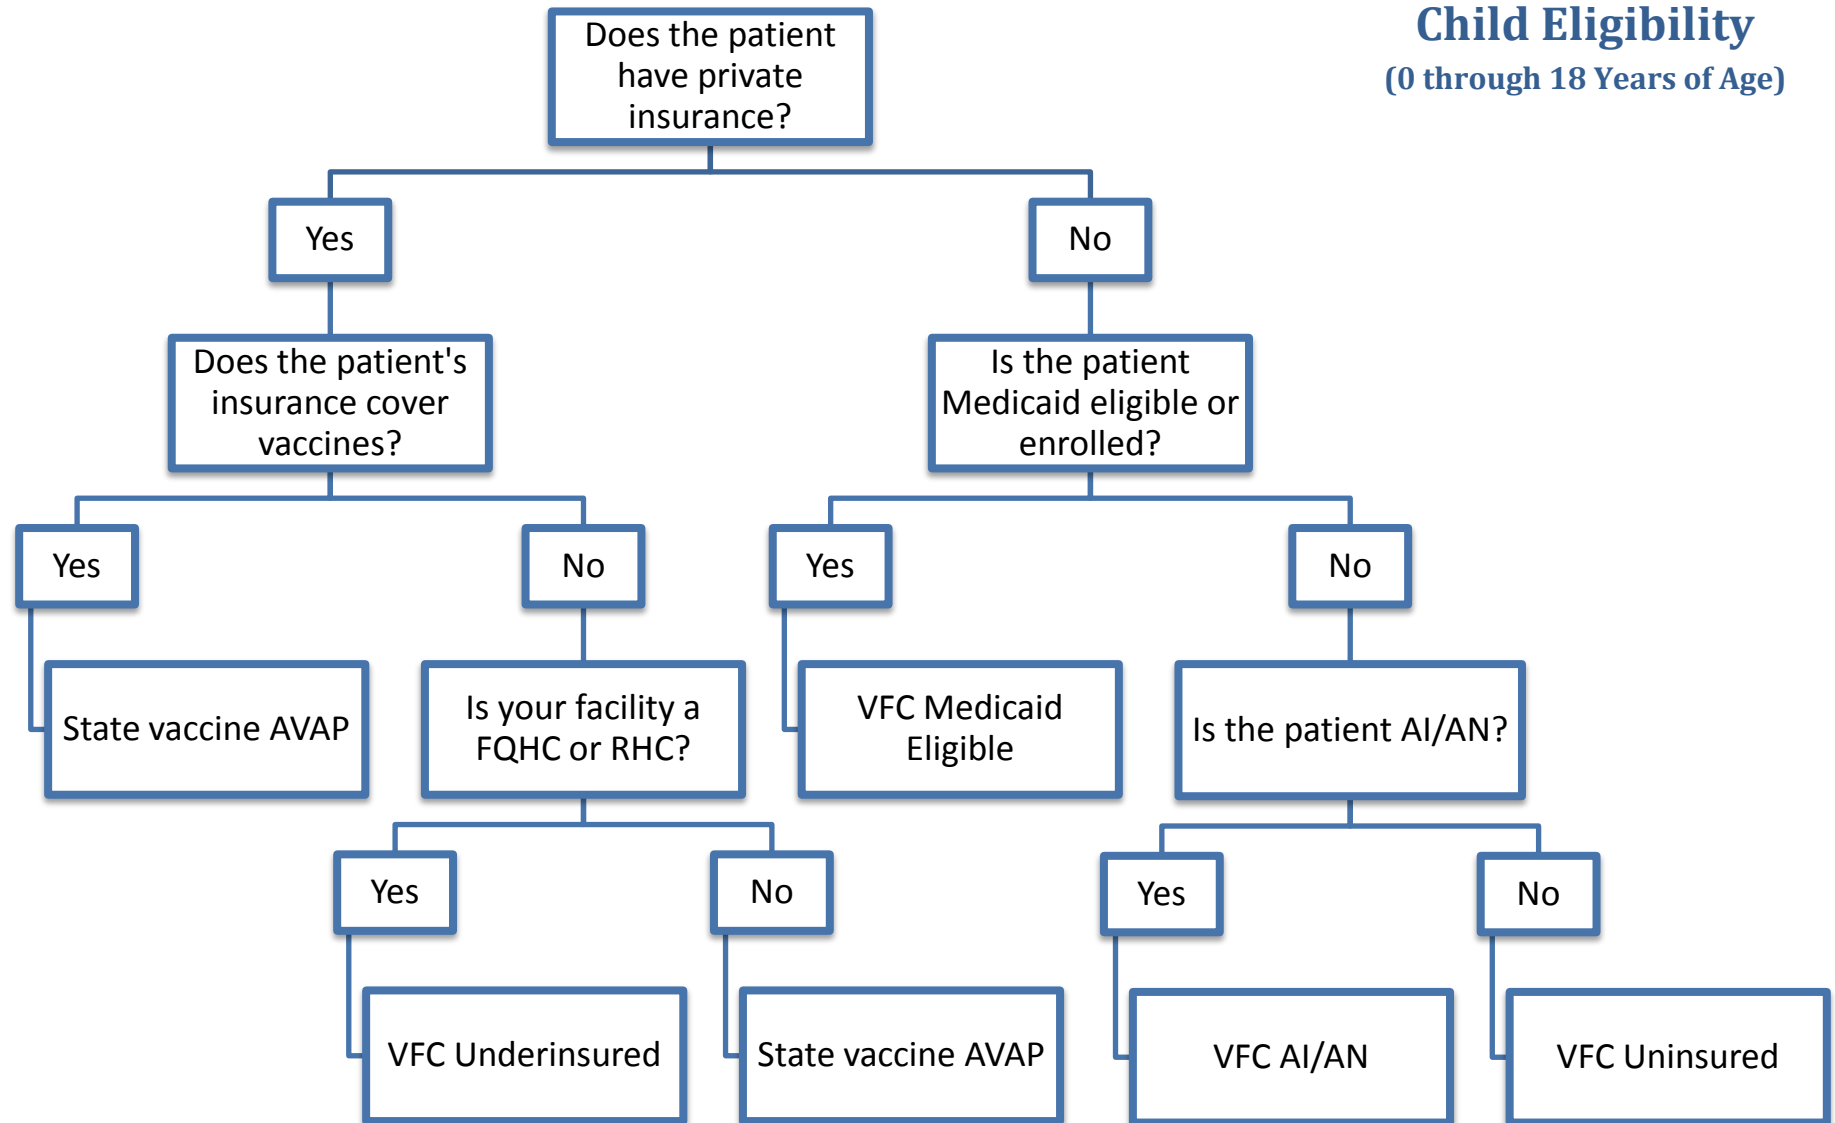 Child Eligibility
(0 through 18 Years of Age)
Does the patient
have private
insurance?
Yes
No
Does the patient's
insurance cover
vaccines?
Is the patient
Medicaid eligible or
enrolled?
Yes
No
Yes
No
State vaccine AVAP
Is your facility a
FQHC or RHC?
VFC Medicaid
Eligible
Is the patient AI/AN?
Yes
No
Yes
No
VFC Underinsured
State vaccine AVAP
VFC AI/AN
VFC Uninsured